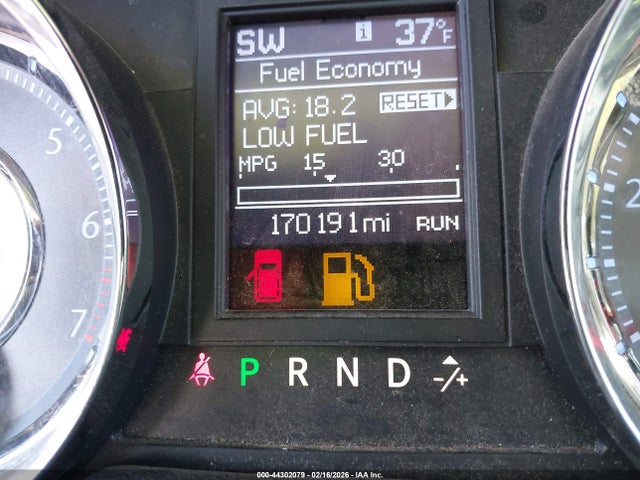 SW i 37°F
Fuel Economy
AVG: 18.2 RESET
LOW FUEL
MPG 15 30
170191mi RUN
5
6
7
2
P R N D -/+
000-44302079 - 02/16/2026 - IAA Inc.